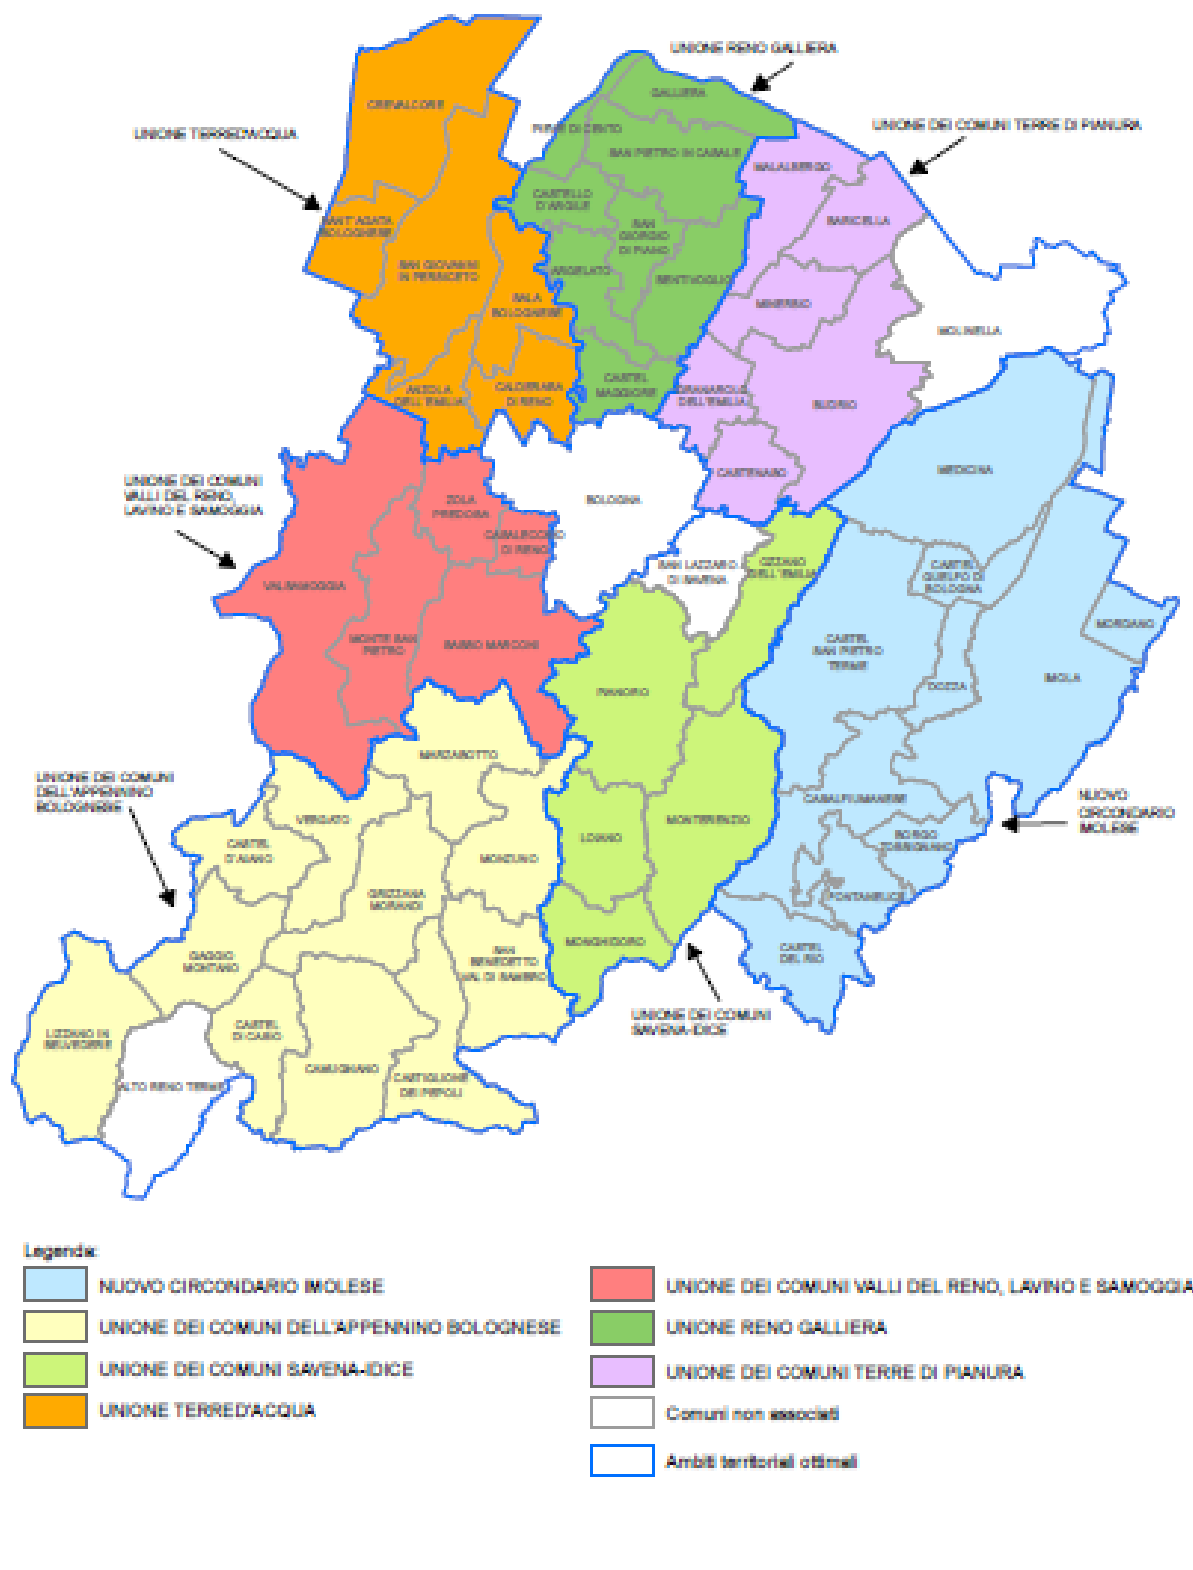 UNIONE RENO GALLIERA
CREVALCORE
GALLIERA
UNIONE TERRED'ACQUA
PIEVE DI CENTO
UNIONE DEI COMUNI TERRE DI PIANURA
SAN PIETRO IN CASALE
MALALBERGO
CASTELLO
D'ARGILE
SANT'AGATA
BOLOGNESE
SAN
GIORGIO
DI PIANO
BARICELLA
SAN GIOVANNI
IN PERSICETO
ARGELATO
BENTIVOGLIO
SALA
BOLOGNESE
MINERBIO
MOLINELLA
ANZOLA
DELL'EMILIA
CALDERARA
DI RENO
CASTEL
MAGGIORE
GRANAROLO
DELL'EMILIA
BUDRIO
UNIONE DEI COMUNI
VALLI DEL RENO,
LAVINO E SAMOGGIA
ZOLA
PREDOSA
BOLOGNA
CASTENASO
MEDICINA
CASALECCHIO
DI RENO
VALSAMOGGIA
SAN LAZZARO
DI SAVENA
OZZANO
DELL'EMILIA
CASTEL
GUELFO DI
BOLOGNA
MONTE SAN
PIETRO
SASSO MARCONI
CASTEL
SAN PIETRO
TERME
MORDANO
PIANORO
DOZZA
IMOLA
MARZABOTTO
UNIONE DEI COMUNI
DELL'APPENNINO
BOLOGNESE
VERGATO
CASALFIUMANESE
NUOVO
CIRCONDARIO
IMOLESE
CASTEL
D'AIANO
MONZUNO
LOIANO
MONTERENZIO
BORGO
TOSSIGNANO
GRIZZANA
MORANDI
FONTANELICE
GAGGIO
MONTANO
SAN
BENEDETTO
VAL DI SAMBRO
MONGHIDORO
CASTEL
DEL RIO
LIZZANO IN
BELVEDERE
CASTEL
DI CASIO
UNIONE DEI COMUNI
SAVENA-IDICE
ALTO RENO TERME
CAMUGNANO
CASTIGLIONE
DEI PEPOLI
Legenda:
NUOVO CIRCONDARIO IMOLESE
UNIONE DEI COMUNI DELL'APPENNINO BOLOGNESE
UNIONE DEI COMUNI SAVENA-IDICE
UNIONE TERRED'ACQUA
UNIONE DEI COMUNI VALLI DEL RENO, LAVINO E SAMOGGIA
UNIONE RENO GALLIERA
UNIONE DEI COMUNI TERRE DI PIANURA
Comuni non associati
Ambiti territoriali ottimali